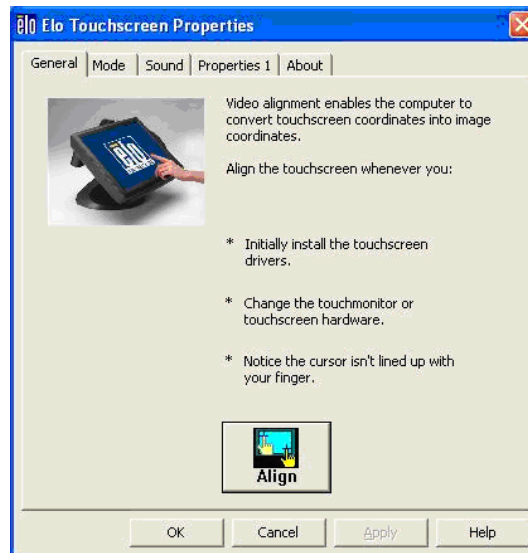 elo Elo Touchscreen Properties
General Mode Sound Properties 1 About
Video alignment enables the computer to
convert touchscreen coordinates into image
coordinates.
Align the touchscreen whenever you:
elo
* Initially install the touchscreen
drivers.
* Change the touchmonitor or
touchscreen hardware.
* Notice the cursor isn't lined up with
your finger.
Align
OK Cancel Apply Help